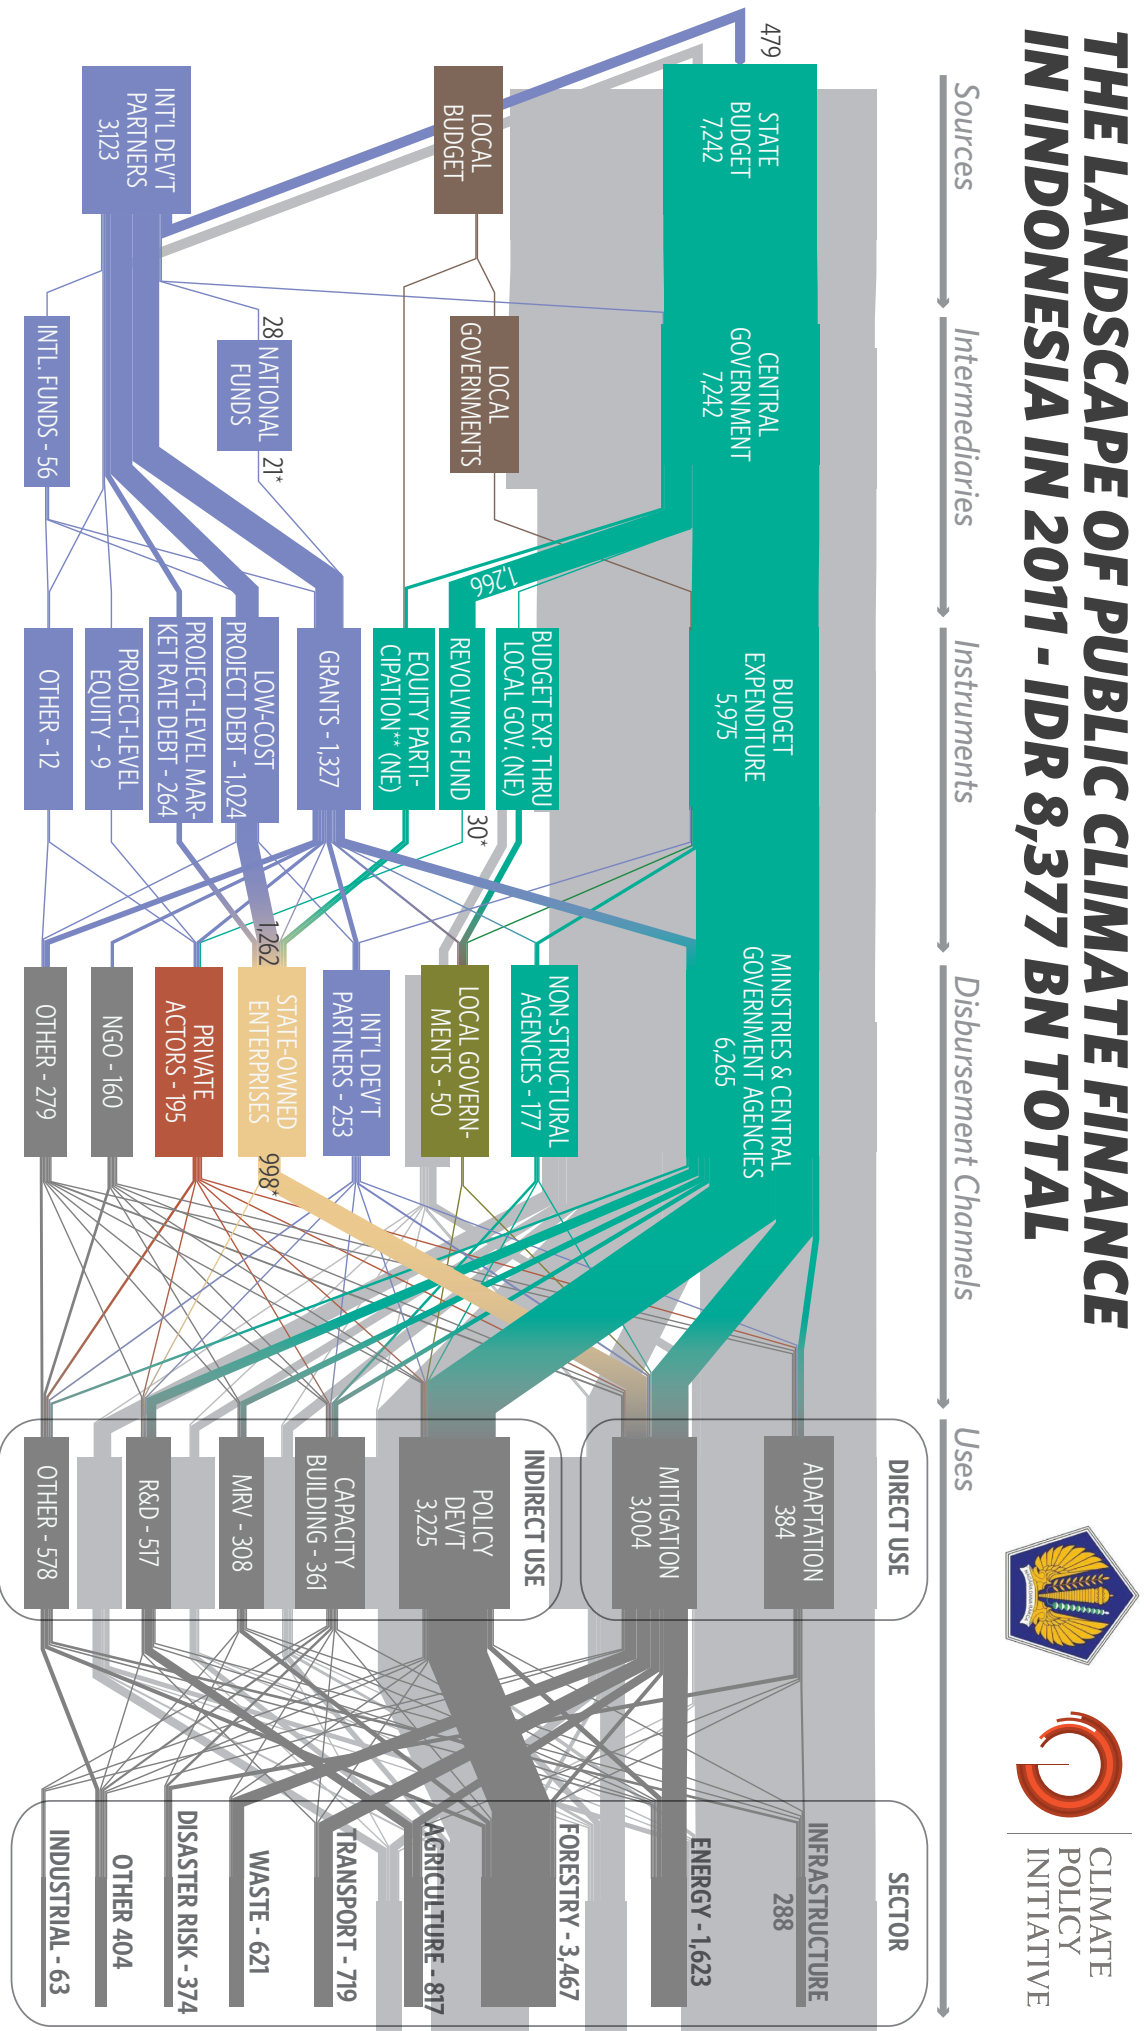 THE LANDSCAPE OF PUBLIC CLIMATE FINANCE
IN INDONESIA IN 2011 - IDR 8,377 BN TOTAL
CLIMATE
POLICY
INITIATIVE
Sources
Intermediaries
Instruments
Disbursement Channels
Uses
479
STATE
BUDGET
7,242
LOCAL
BUDGET
INT'L DEV'T
PARTNERS
3,123
CENTRAL
GOVERNMENT
7,242
LOCAL
GOVERNMENTS
28
NATIONAL
FUNDS
21*
INTL. FUNDS - 56
1,266
BUDGET
EXPENDITURE
5,975
BUDGET EXP. THRU
LOCAL GOV. (NE)
REVOLVING FUND
30*
EQUITY PARTI-
CIPATION** (NE)
GRANTS - 1,327
LOW-COST
PROJECT DEBT - 1,024
PROJECT-LEVEL MAR-
KET RATE DEBT - 264
PROJECT-LEVEL
EQUITY - 9
OTHER - 12
MINISTRIES & CENTRAL
GOVERNMENT AGENCIES
6,265
NON-STRUCTURAL
AGENCIES - 177
LOCAL GOVERN-
MENTS - 50
INT'L DEV'T
PARTNERS - 253
1,262
STATE-OWNED
ENTERPRISES
998*
PRIVATE
ACTORS - 195
NGO - 160
OTHER - 279
DIRECT USE
ADAPTATION
384
MITIGATION
3,004
INDIRECT USE
POLICY
DEV'T
3,225
CAPACITY
BUILDING - 361
MRV - 308
R&D - 517
OTHER - 578
SECTOR
INFRASTRUCTURE
288
ENERGY - 1,623
FORESTRY - 3,467
AGRICULTURE - 817
TRANSPORT - 719
WASTE - 621
DISASTER RISK - 374
OTHER 404
INDUSTRIAL - 63